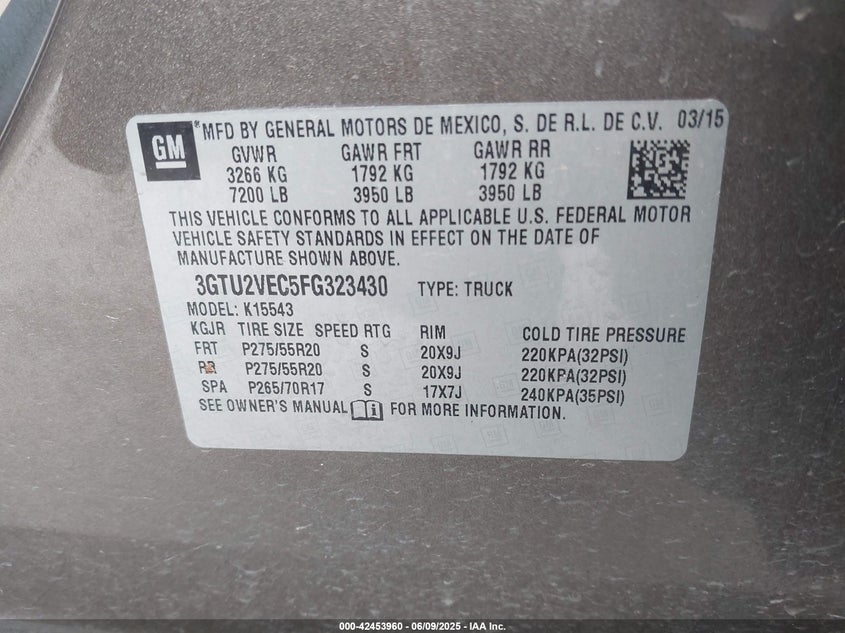 GM
*MFD BY GENERAL MOTORS DE MEXICO, S. DE R.L. DE C.V. 03/15
GVWR GAWR FRT GAWR RR
3266 KG 1792 KG 1792 KG
7200 LB 3950 LB 3950 LB
THIS VEHICLE CONFORMS TO ALL APPLICABLE U.S. FEDERAL MOTOR
VEHICLE SAFETY STANDARDS IN EFFECT ON THE DATE OF
MANUFACTURE SHOWN ABOVE.
3GTU2VEC5FG323430 TYPE: TRUCK
MODEL: K15543
KGJR TIRE SIZE SPEED RTG RIM COLD TIRE PRESSURE
FRT P275/55R20 S 20X9J 220KPA(32PSI)
RR P275/55R20 S 20X9J 220KPA(32PSI)
SPA P265/70R17 S 17X7J 240KPA(35PSI)
SEE OWNER'S MANUAL FOR MORE INFORMATION.
000-42453960 - 06/09/2025 - IAA Inc.